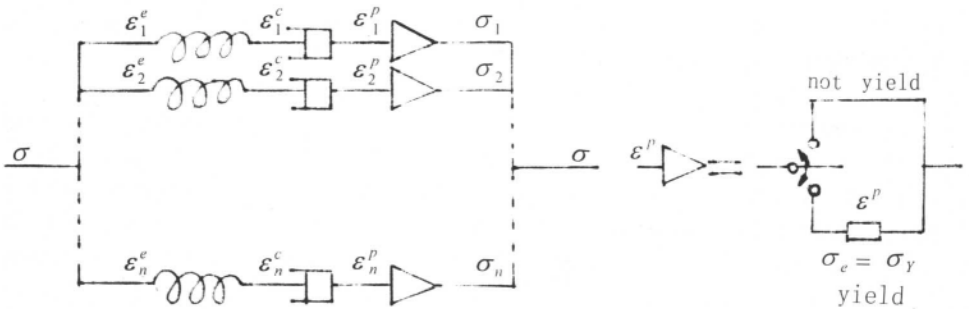 ε₁ᵉ ε₁ᶜ ε₁ᵖ σ₁
ε₂ᵉ ε₂ᶜ ε₂ᵖ σ₂
σ
σ
εₙᵉ εₙᶜ εₙᵖ σₙ
εᵖ
not yield
εᵖ
σₑ = σ_Y
yield